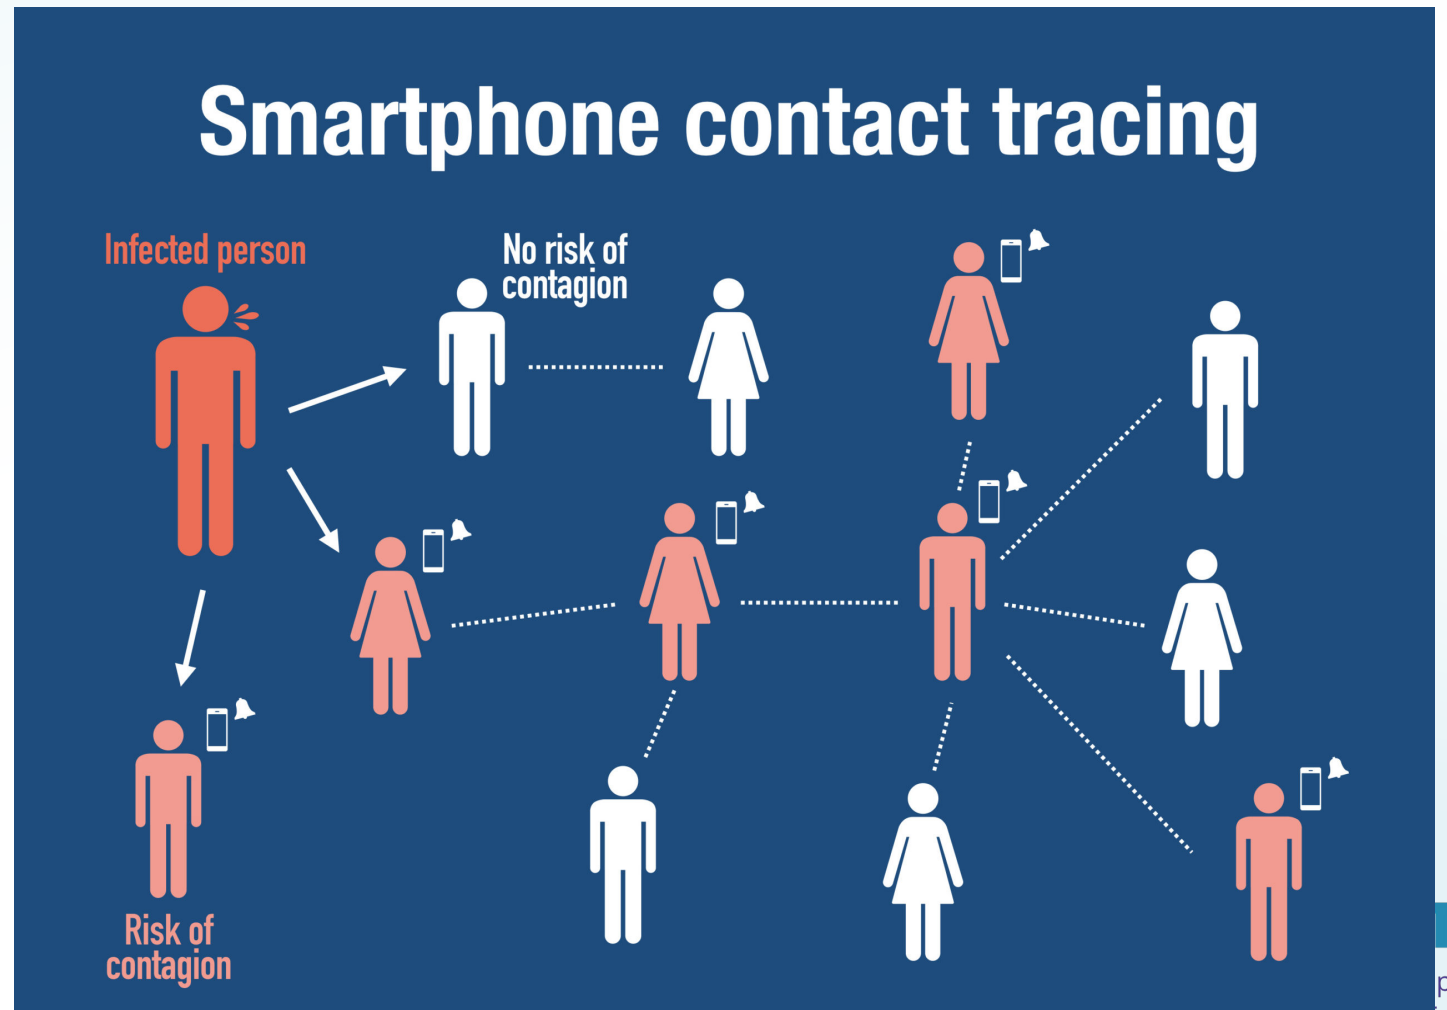 Smartphone contact tracing
Infected person
No risk of
contagion
Risk of
contagion